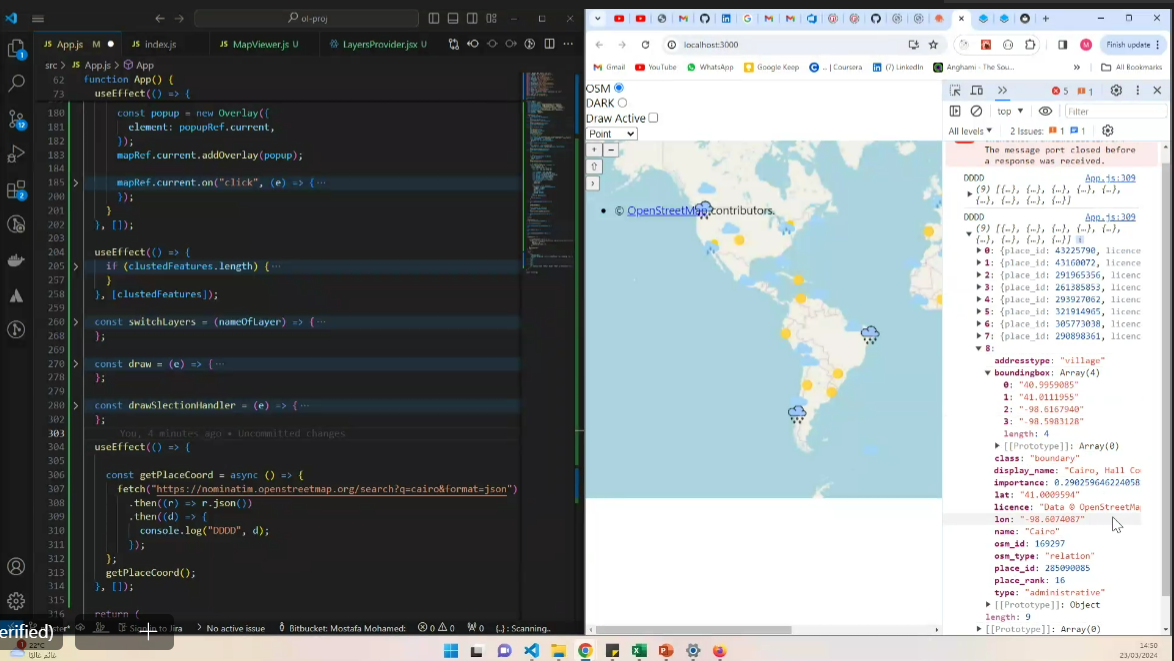 ol-proj
App.js M
index.js
MapViewer.js U
LayersProvider.jsx U
src > JS App.js > App
62 function App() {
73 useEffect(() => {
180 const popup = new Overlay({
181 element: popupRef.current,
182 });
183 mapRef.current.addOverlay(popup);
184
185 mapRef.current.on("click", (e) => {···
200 });
201 }
202 }, []);
203
204 useEffect(() => {
205 if (clustedFeatures.length) {···
257 }
258 }, [clustedFeatures]);
259
260 const switchLayers = (nameOfLayer) => {···
268 };
269
270 const draw = (e) => {···
278 };
279
280 const drawSlectionHandler = (e) => {···
302 };
303 You, 4 minutes ago • Uncommitted changes
304 useEffect(() => {
305
306 const getPlaceCoord = async () => {
307 fetch("https://nominatim.openstreetmap.org/search?q=cairo&format=json")
308 .then((r) => r.json())
309 .then((d) => {
310 console.log("DDDD", d);
311 });
312 };
313 getPlaceCoord();
314 }, []);
315
316 return (
erified)
Sign in to Jira
No active issue
Bitbucket: Mostafa Mohamed:
0 0
0
{..} : Scanning..
22°C
localhost:3000
Finish update
Gmail
YouTube
WhatsApp
Google Keep
C... | Coursera
(7) LinkedIn
Anghami - The Sou...
All Bookmarks
OSM
DARK
Draw Active
Point
+ −
⇧
›
• © OpenStreetMap contributors.
5 1
top
Filter
All levels
2 Issues: 1 1
The message port closed before
a response was received.
DDDD App.js:309
(9) [{…}, {…}, {…}, {…}, {…},
{…}, {…}, {…}, {…}]
DDDD App.js:309
(9) [{…}, {…}, {…}, {…}, {…},
{…}, {…}, {…}, {…}]
0: {place_id: 43225790, licence
1: {place_id: 43160072, licenc
2: {place_id: 291965356, licenc
3: {place_id: 261385853, licenc
4: {place_id: 293927062, licenc
5: {place_id: 321914965, licenc
6: {place_id: 305773038, licenc
7: {place_id: 290898361, licenc
8:
addresstype: "village"
boundingbox: Array(4)
0: "40.9959085"
1: "41.0111955"
2: "-98.6167940"
3: "-98.5983128"
length: 4
[[Prototype]]: Array(0)
class: "boundary"
display_name: "Cairo, Hall Co
importance: 0.290259646224058
lat: "41.0009594"
licence: "Data © OpenStreetMa
lon: "-98.6074087"
name: "Cairo"
osm_id: 169297
osm_type: "relation"
place_id: 285090085
place_rank: 16
type: "administrative"
[[Prototype]]: Object
length: 9
[[Prototype]]: Array(0)
14:50
23/03/2024